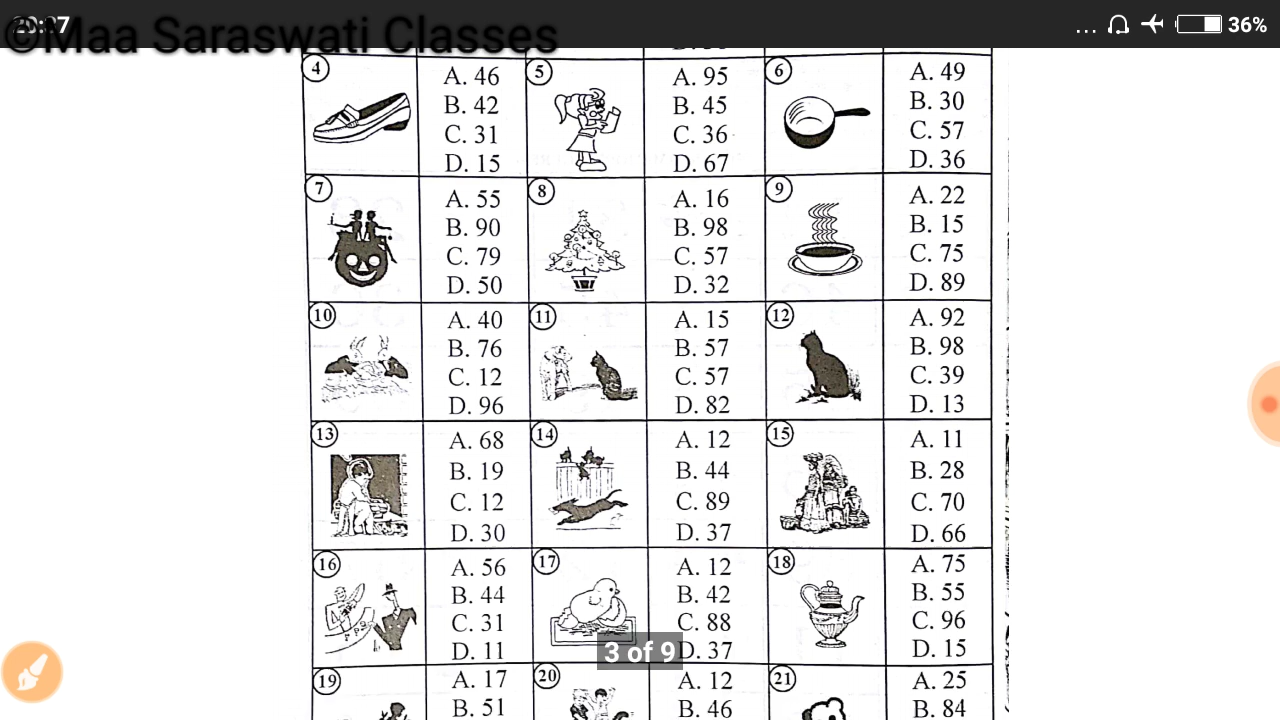 20:07
... 36%
©Maa Saraswati Classes
4
A. 46
B. 42
C. 31
D. 15
5
A. 95
B. 45
C. 36
D. 67
6
A. 49
B. 30
C. 57
D. 36
7
A. 55
B. 90
C. 79
D. 50
8
A. 16
B. 98
C. 57
D. 32
9
A. 22
B. 15
C. 75
D. 89
10
A. 40
B. 76
C. 12
D. 96
11
A. 15
B. 57
C. 57
D. 82
12
A. 92
B. 98
C. 39
D. 13
13
A. 68
B. 19
C. 12
D. 30
14
A. 12
B. 44
C. 89
D. 37
15
A. 11
B. 28
C. 70
D. 66
16
A. 56
B. 44
C. 31
D. 11
17
A. 12
B. 42
C. 88
D. 37
18
A. 75
B. 55
C. 96
D. 15
3 of 9
19
A. 17
B. 51
20
A. 12
B. 46
21
A. 25
B. 84